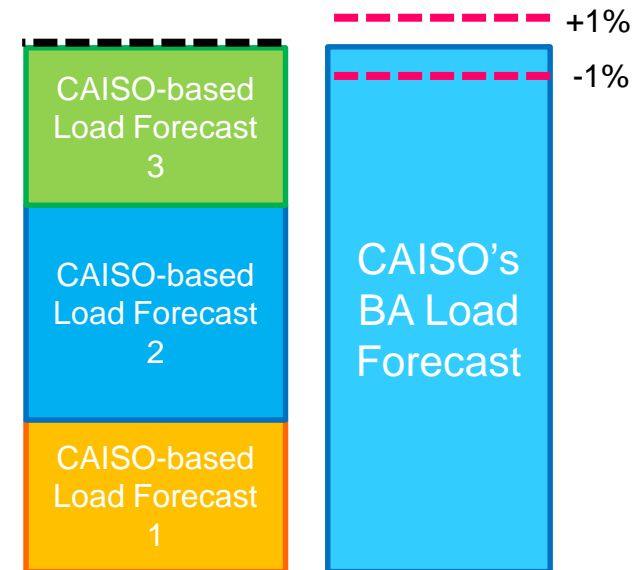 +1%
-1%
CAISO-based
Load Forecast
3
CAISO-based
Load Forecast
2
CAISO-based
Load Forecast
1
CAISO’s
BA Load
Forecast